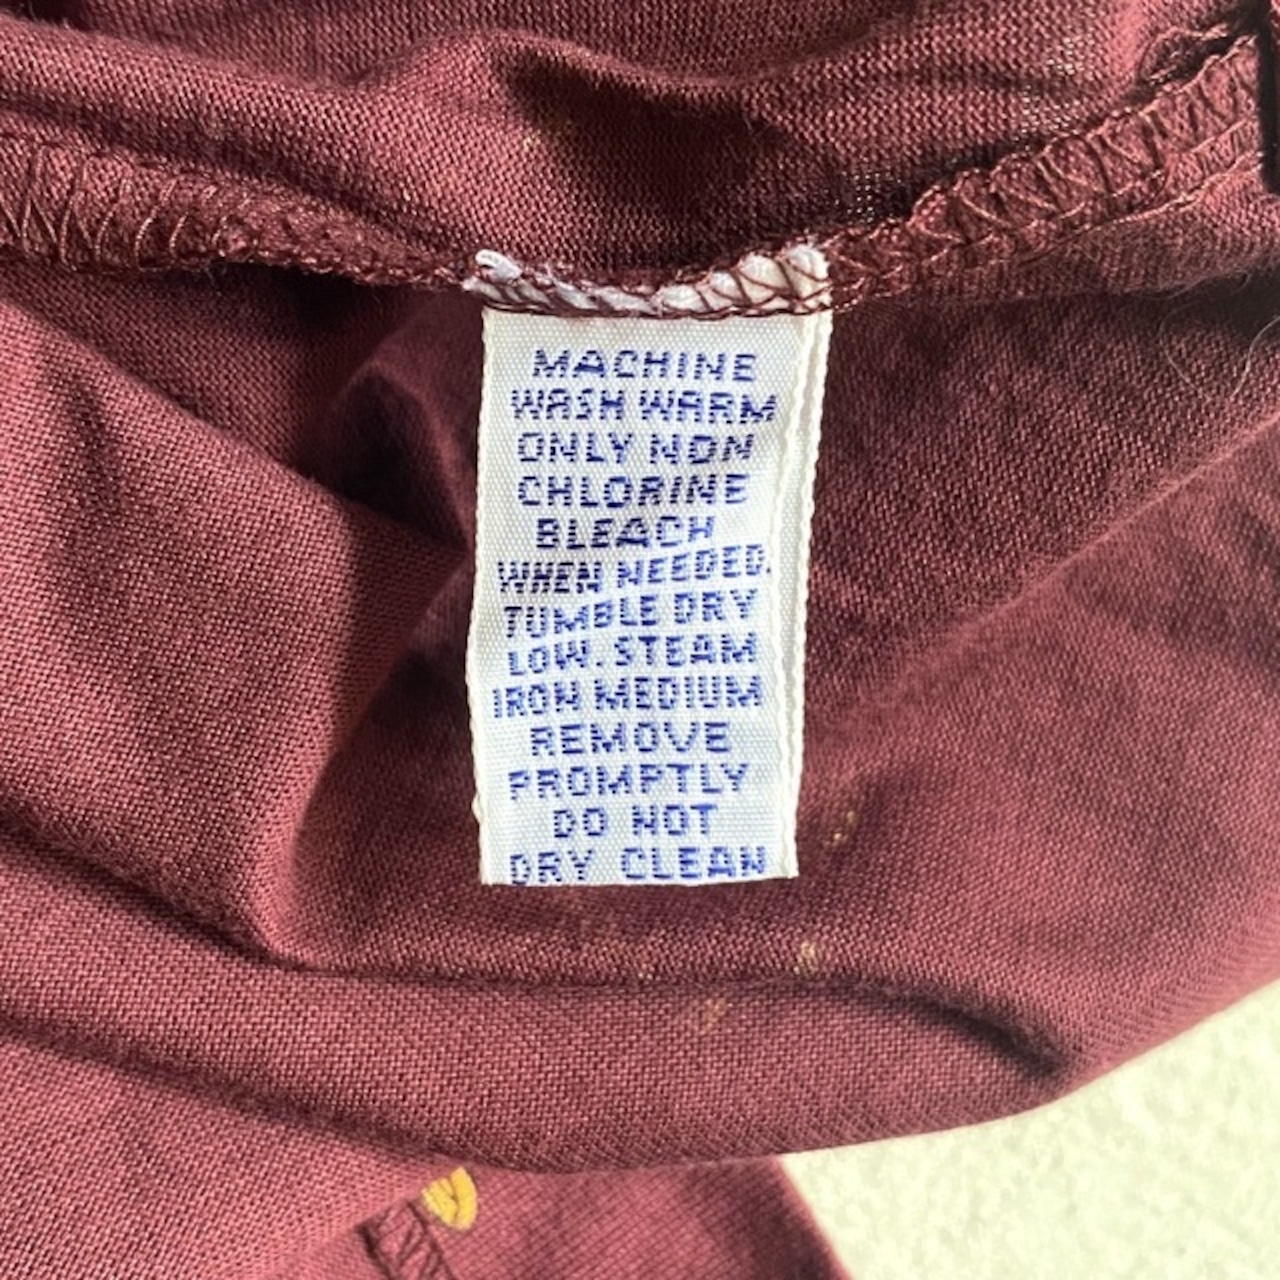 MACHINE
WASH WARM
ONLY NON
CHLORINE
BLEACH
WHEN NEEDED.
TUMBLE DRY
LOW. STEAM
IRON MEDIUM
REMOVE
PROMPTLY
DO NOT
DRY CLEAN